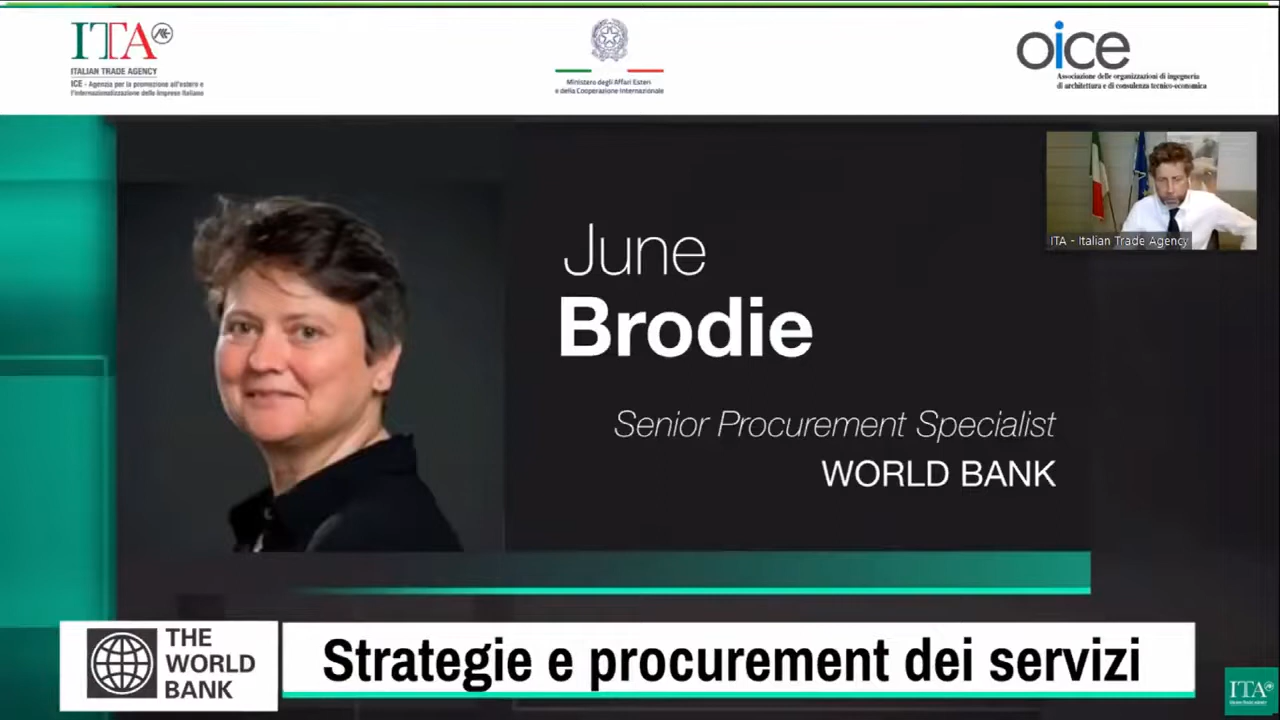 ITA
ITALIAN TRADE AGENCY
ICE - Agenzia per la promozione all'estero e
l'internazionalizzazione delle imprese italiane
Ministero degli Affari Esteri
e della Cooperazione Internazionale
oice
Associazione delle organizzazioni di ingegneria
di architettura e di consulenza tecnico-economica
ITA - Italian Trade Agency
June
Brodie
Senior Procurement Specialist
WORLD BANK
THE
WORLD
BANK
Strategie e procurement dei servizi
ITA